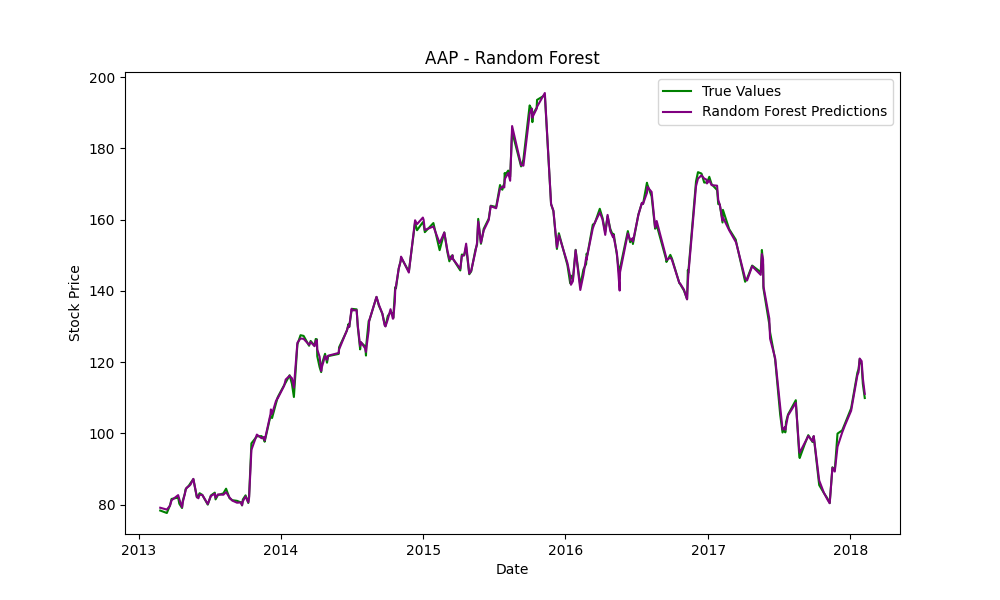 AAP - Random Forest
True Values
Random Forest Predictions
200
180
160
140
120
100
80
Stock Price
2013 2014 2015 2016 2017 2018
Date